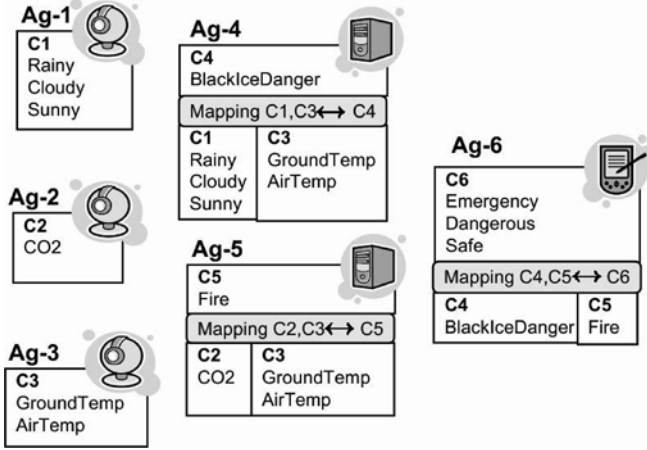 Ag-1
C1
Rainy
Cloudy
Sunny
Ag-2
C2
CO2
Ag-3
C3
GroundTemp
AirTemp
Ag-4
C4
BlackIceDanger
Mapping C1,C3↔ C4
C1
Rainy
Cloudy
Sunny
C3
GroundTemp
AirTemp
Ag-5
C5
Fire
Mapping C2,C3↔ C5
C2
CO2
C3
GroundTemp
AirTemp
Ag-6
C6
Emergency
Dangerous
Safe
Mapping C4,C5↔ C6
C4
BlackIceDanger
C5
Fire